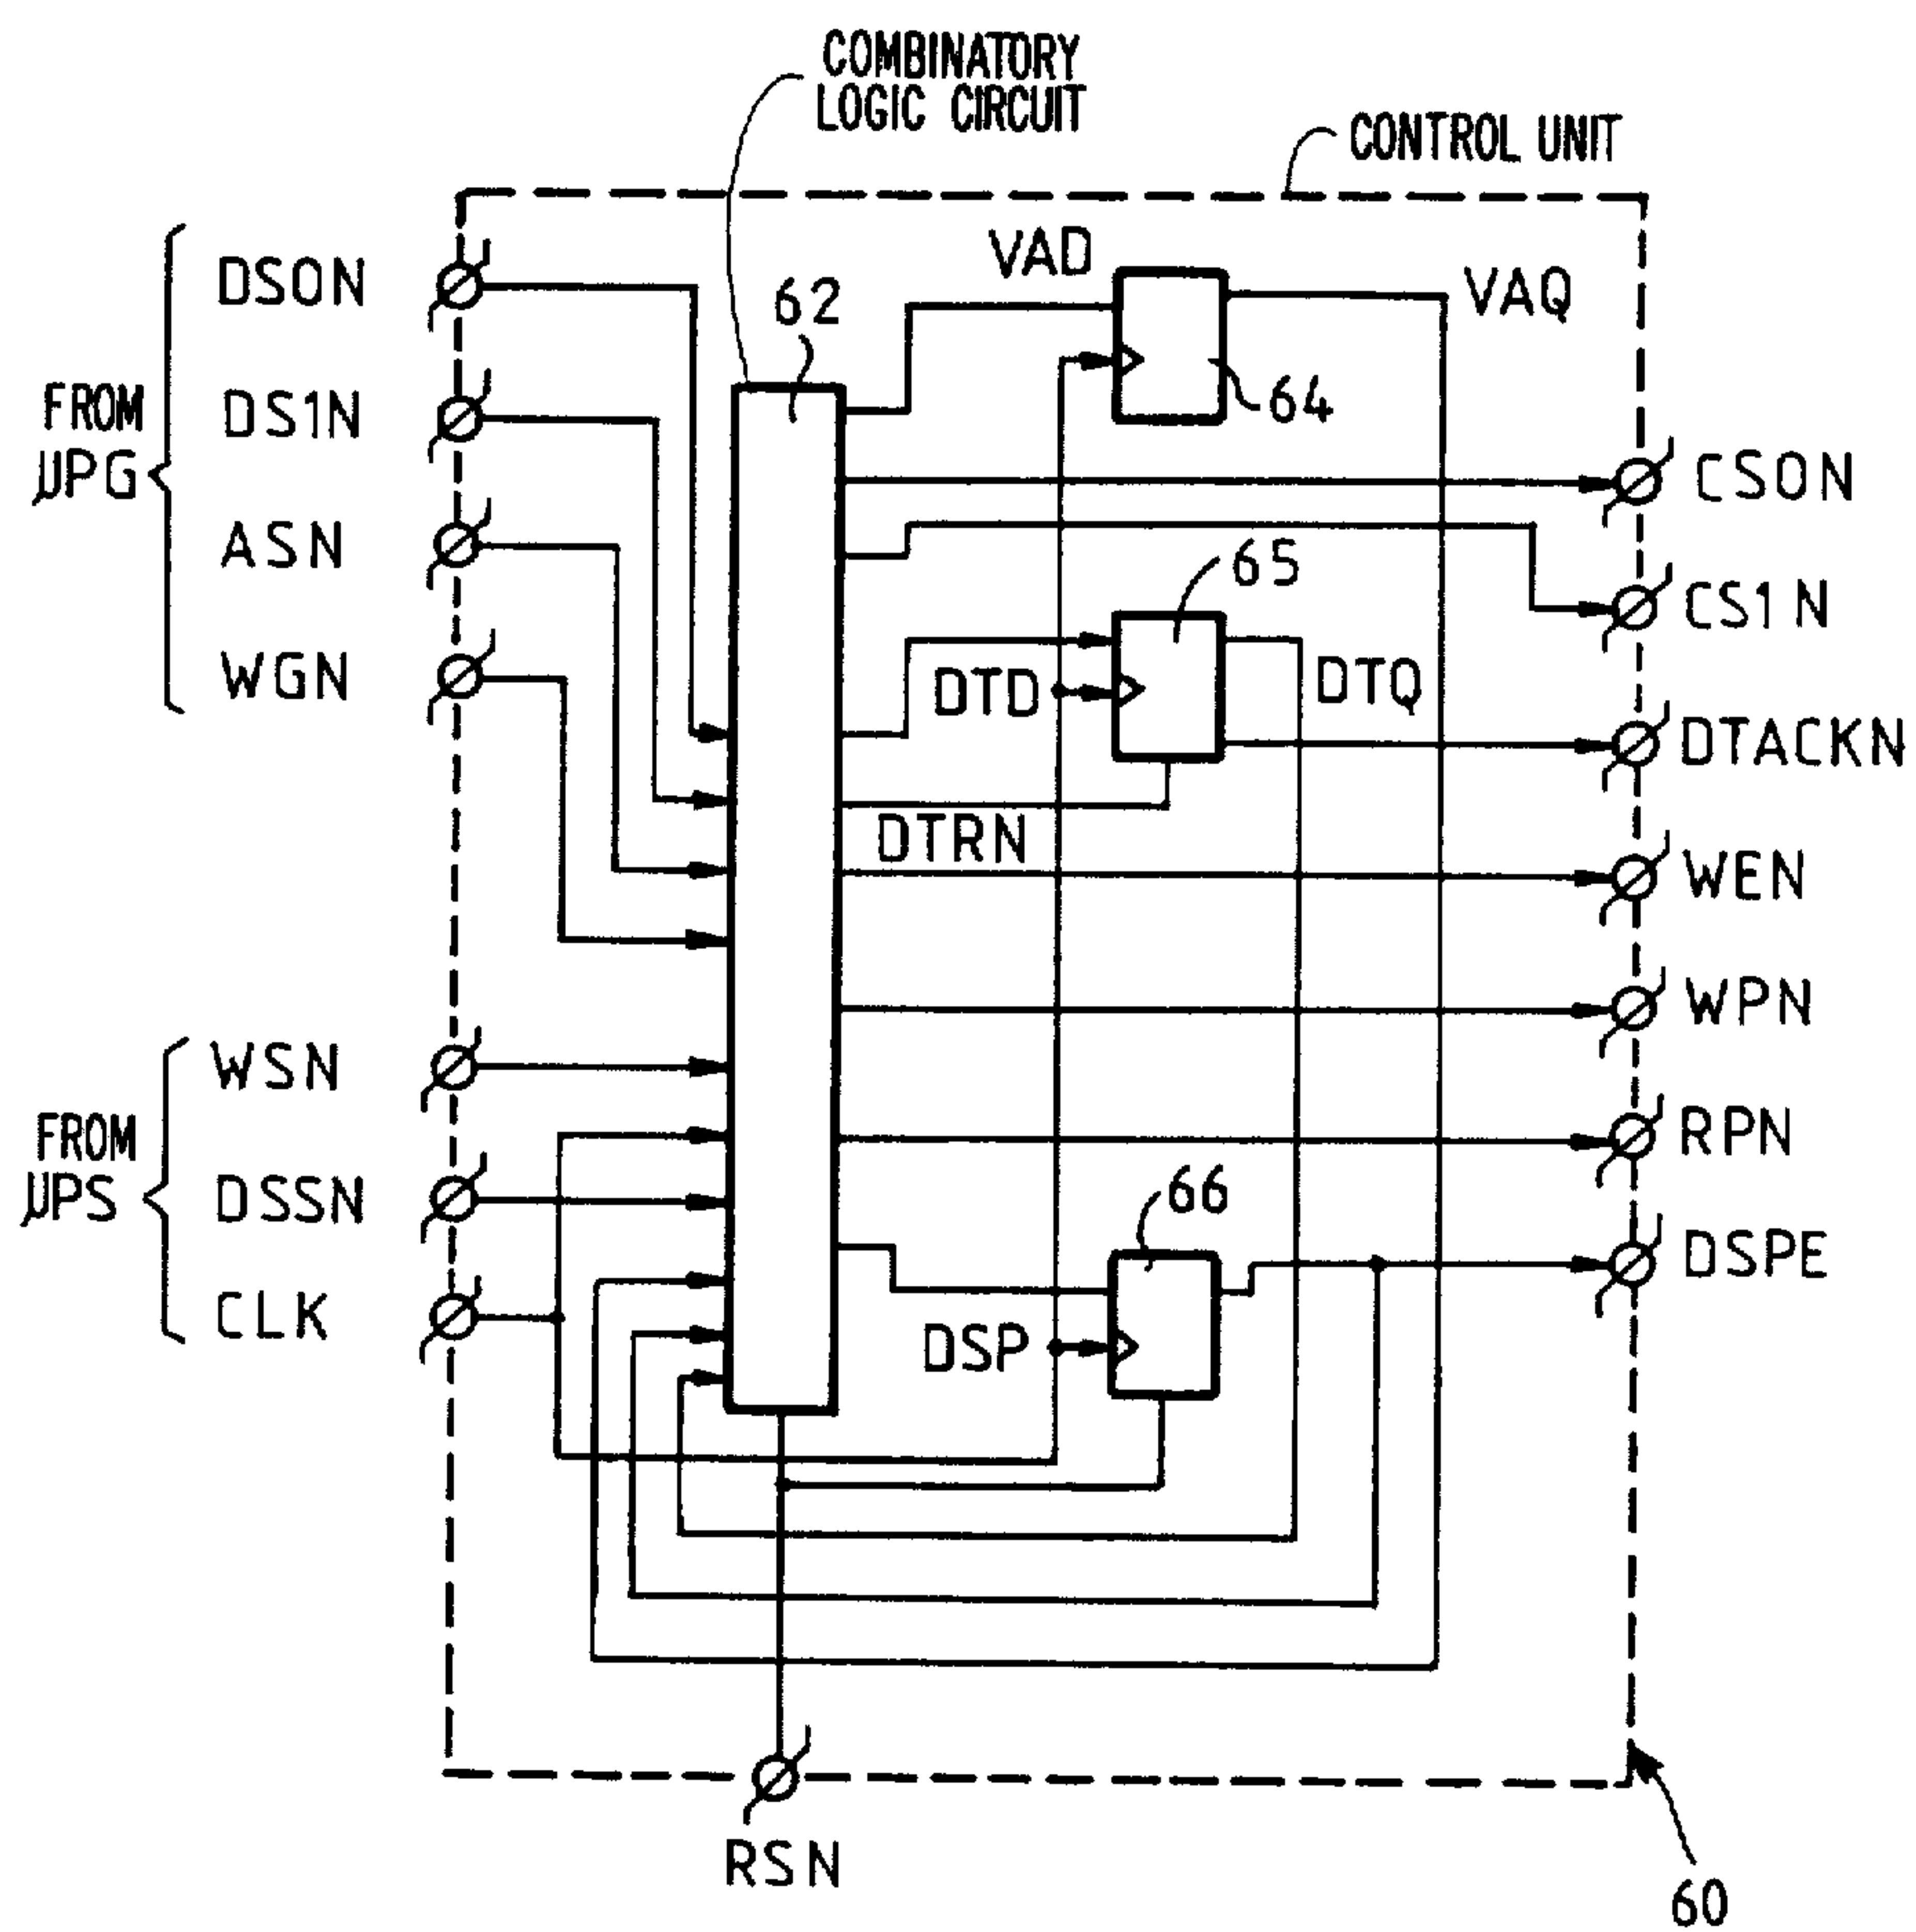 COMBINATORY
LOGIC CIRCUIT
CONTROL UNIT
DSON
DS1N
ASN
WGN
FROM
µPG
WSN
DSSN
CLK
FROM
µPS
62
VAD
VAQ
64
65
DTD
DTQ
DTRN
66
DSP
CSON
CS1N
DTACKN
WEN
WPN
RPN
DSPE
RSN
60